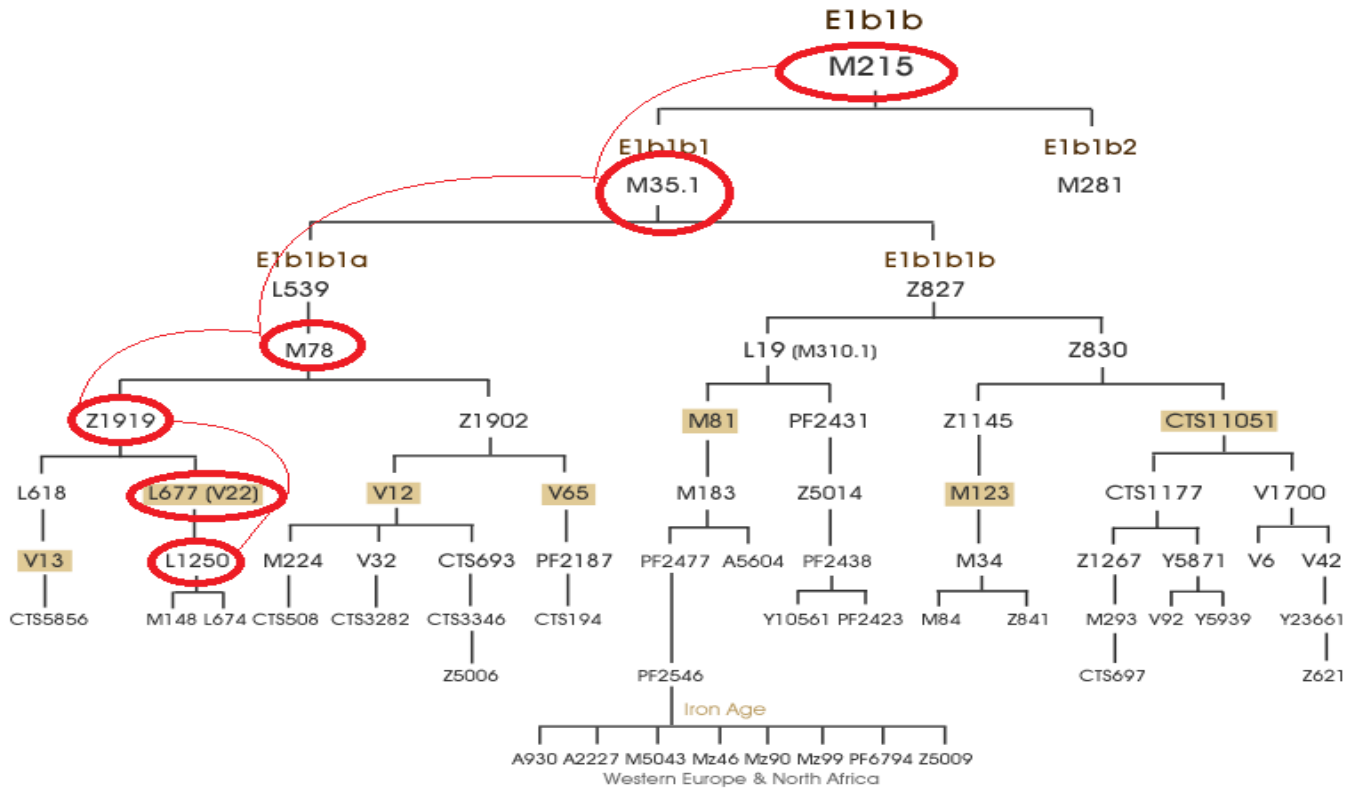 E1b1b
M215
E1b1b1 E1b1b2
M35.1 M281
E1b1b1a E1b1b1b
L539 Z827
M78 L19 (M310.1) Z830
Z1919 Z1902 M81 PF2431 Z1145 CTS11051
L618 L677 (V22) V12 V65 M183 Z5014 M123 CTS1177 V1700
V13 L1250 M224 V32 CTS693 PF2187 PF2477 A5604 PF2438 M34 Z1267 Y5871 V6 V42
CTS5856 M148 L674 CTS508 CTS3282 CTS3346 CTS194 Y10561 PF2423 M84 Z841 M293 V92 Y5939 Y23661
Z5006 PF2546 CTS697 Z621
Iron Age
A930 A2227 M5043 Mz46 Mz90 Mz99 PF6794 Z5009
Western Europe & North Africa